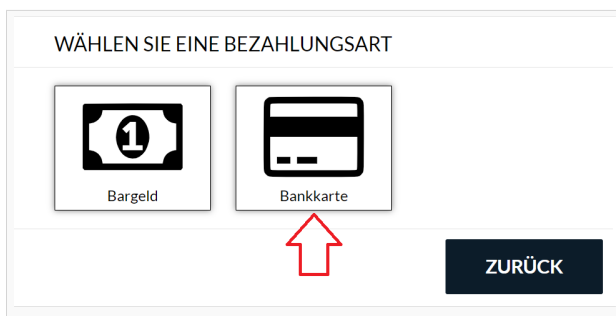 WÄHLEN SIE EINE BEZAHLUNGSART
1
Bargeld
Bankkarte
ZURÜCK